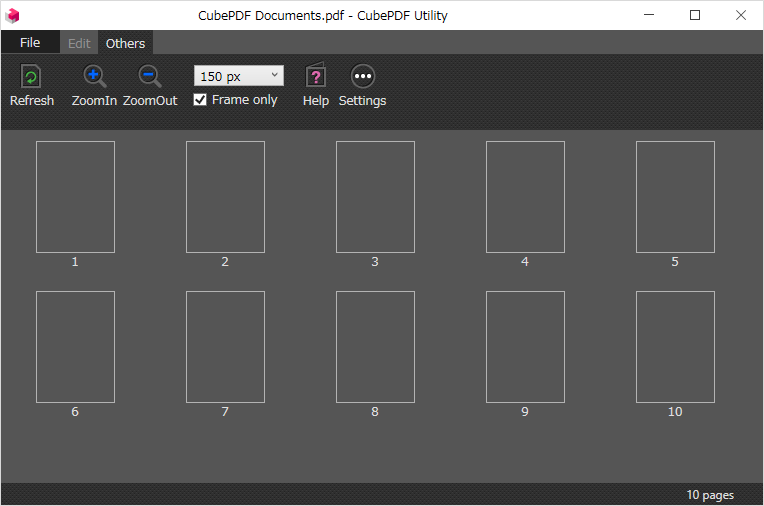 CubePDF Documents.pdf - CubePDF Utility
File Edit Others
150 px
Frame only
Refresh ZoomIn ZoomOut Help Settings
1 2 3 4 5
6 7 8 9 10
10 pages